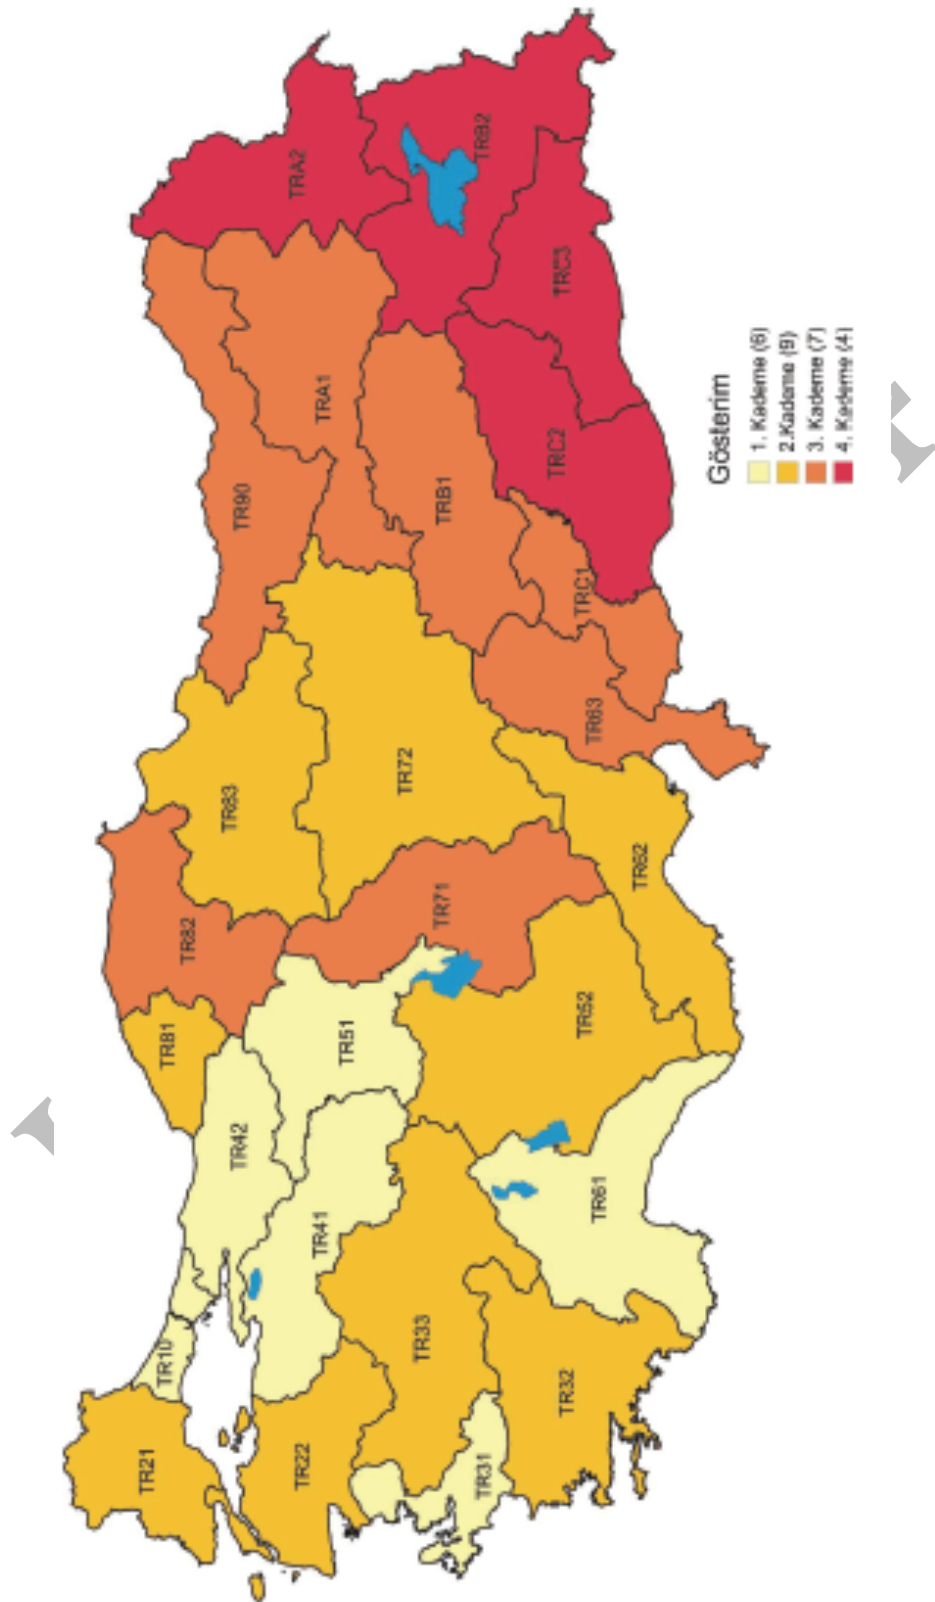 TR21
TR10
TR81
TR82
TR90
TR42
TR83
TRA2
TR22
TR41
TR51
TRA1
TR33
TR72
TR71
TRB1
TRB2
TR31
TR32
TR61
TR52
TR62
TR63
TRC1
TRC2
TRC3
Gösterim
1. Kademe (6)
2.Kademe (9)
3. Kademe (7)
4. Kademe (4)